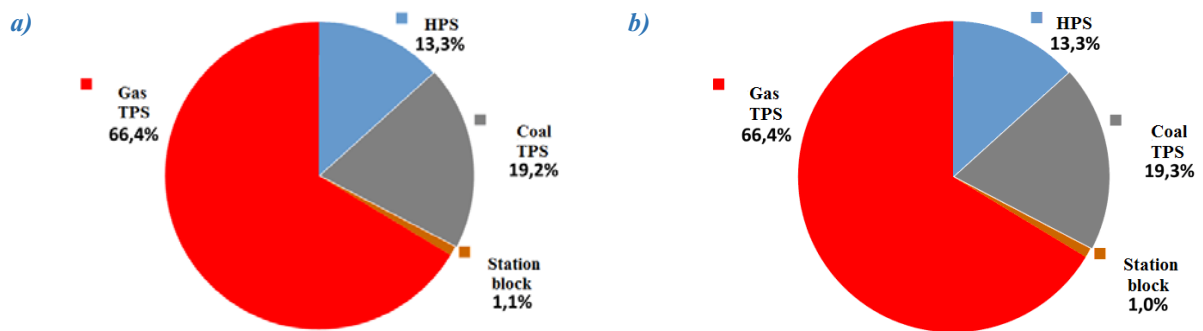 a)
HPS
13,3%
Gas
TPS
66,4%
Coal
TPS
19,2%
Station
block
1,1%
b)
HPS
13,3%
Gas
TPS
66,4%
Coal
TPS
19,3%
Station
block
1,0%